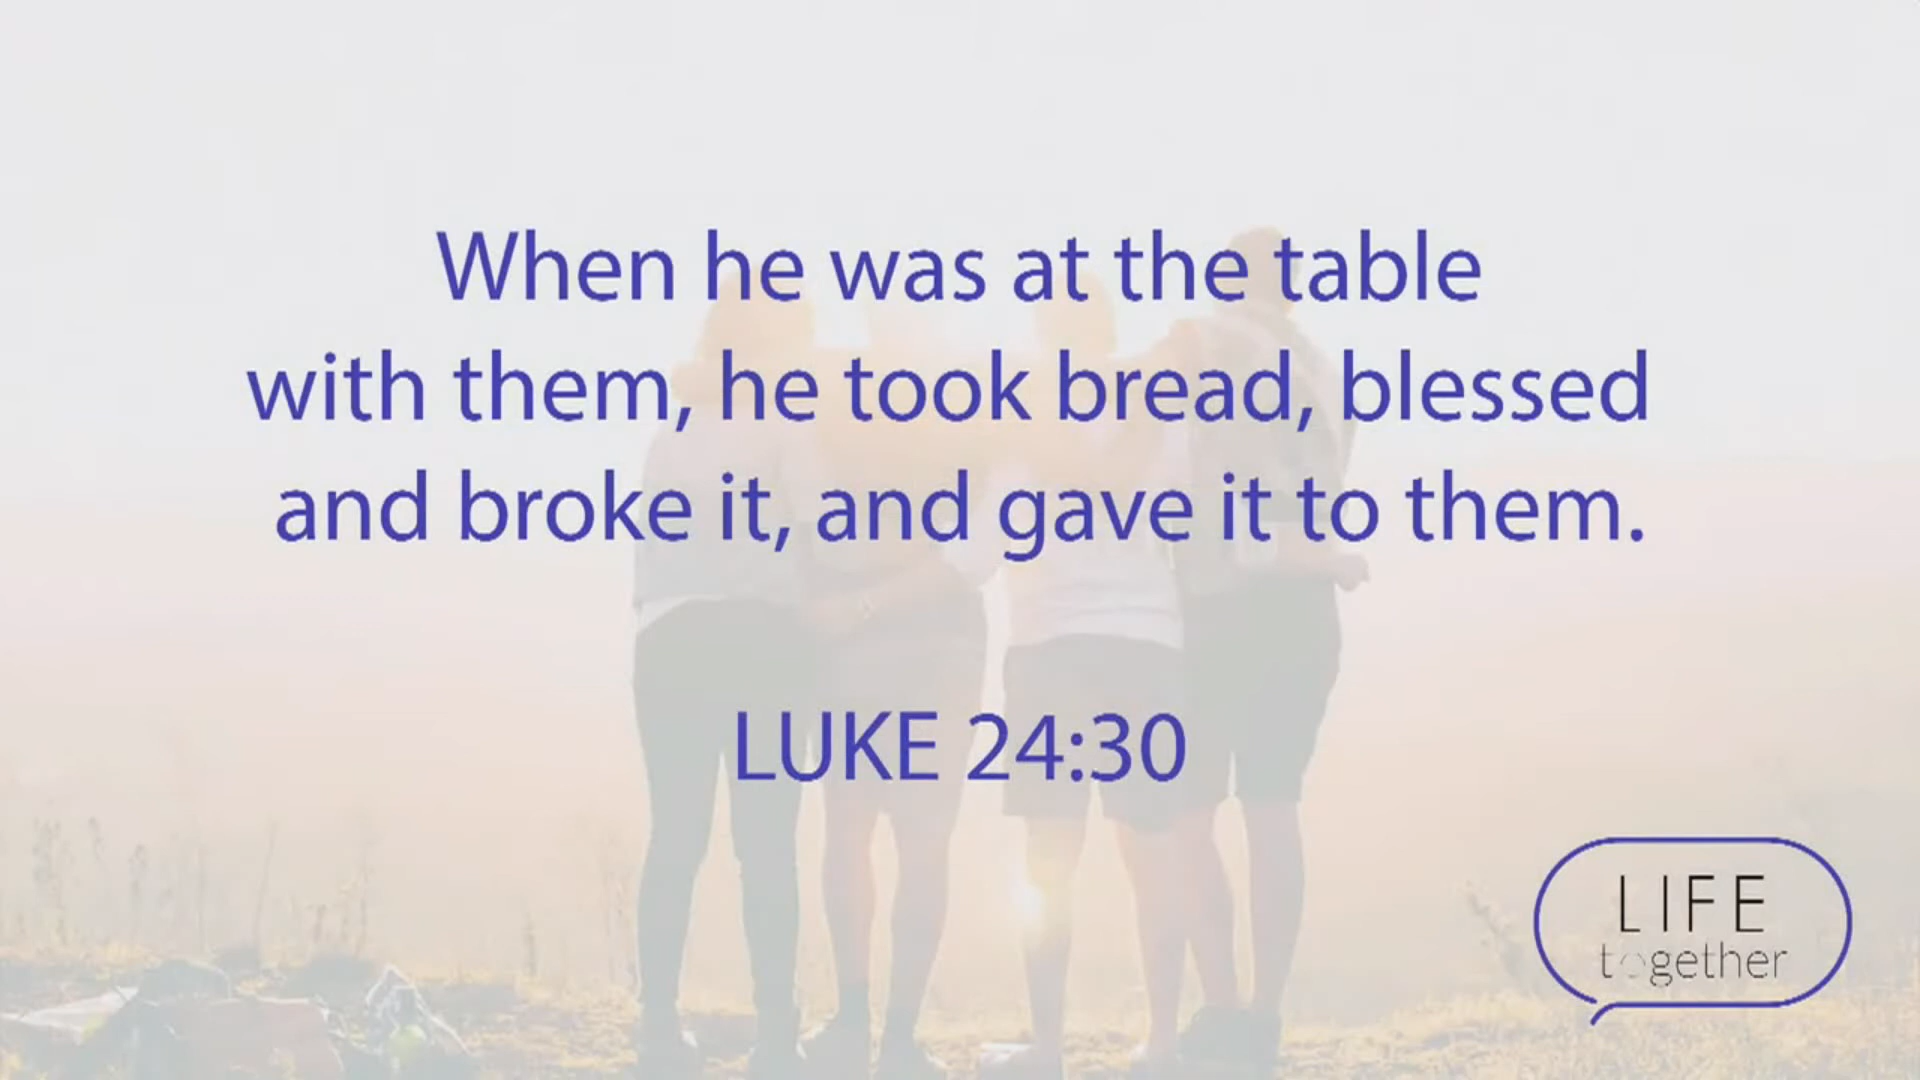 When he was at the table
with them, he took bread, blessed
and broke it, and gave it to them.
LUKE 24:30
LIFE
together